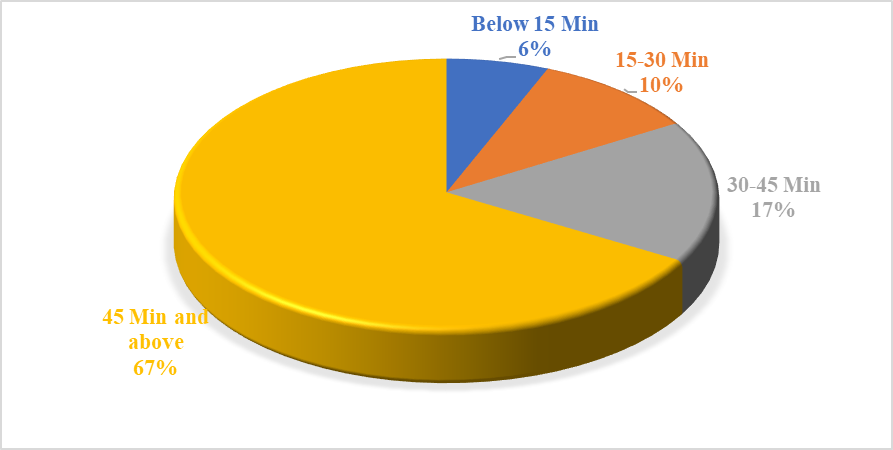 Below 15 Min
6%
15-30 Min
10%
30-45 Min
17%
45 Min and
above
67%